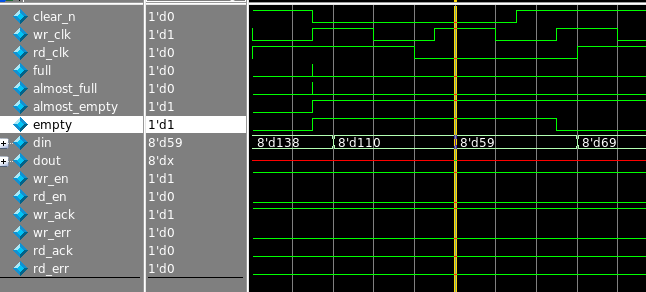 clear_n 1'd0
wr_clk 1'd1
rd_clk 1'd0
full 1'd0
almost_full 1'd0
almost_empty 1'd1
empty 1'd1
din 8'd59 8'd138 8'd110 8'd59 8'd69
dout 8'dx
wr_en 1'd1
rd_en 1'd0
wr_ack 1'd1
wr_err 1'd0
rd_ack 1'd0
rd_err 1'd0